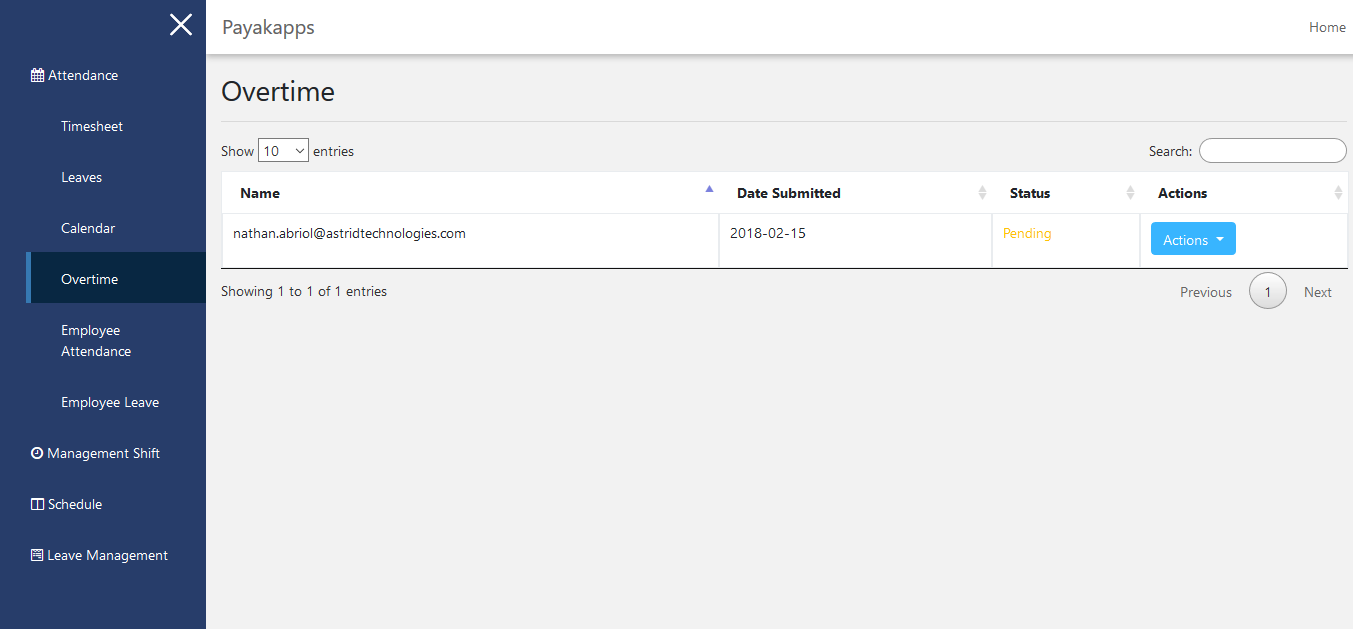 Payakapps
Home
Attendance
Timesheet
Leaves
Calendar
Overtime
Employee
Attendance
Employee Leave
Management Shift
Schedule
Leave Management
Overtime
Show 10 entries
Search:
Name Date Submitted Status Actions
nathan.abriol@astridtechnologies.com 2018-02-15 Pending Actions
Showing 1 to 1 of 1 entries
Previous 1 Next